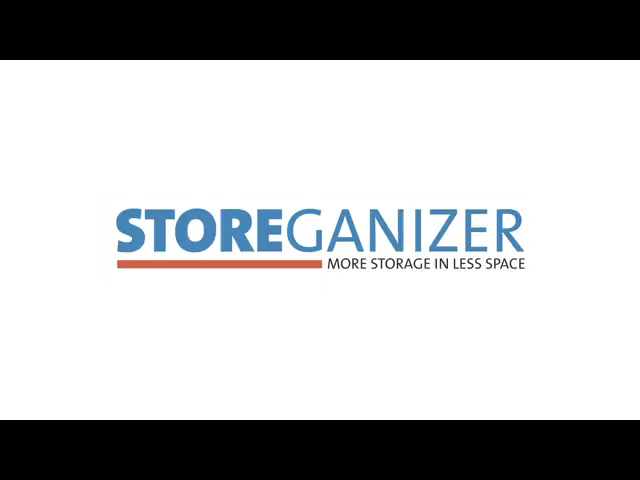 STOREGANIZER
MORE STORAGE IN LESS SPACE